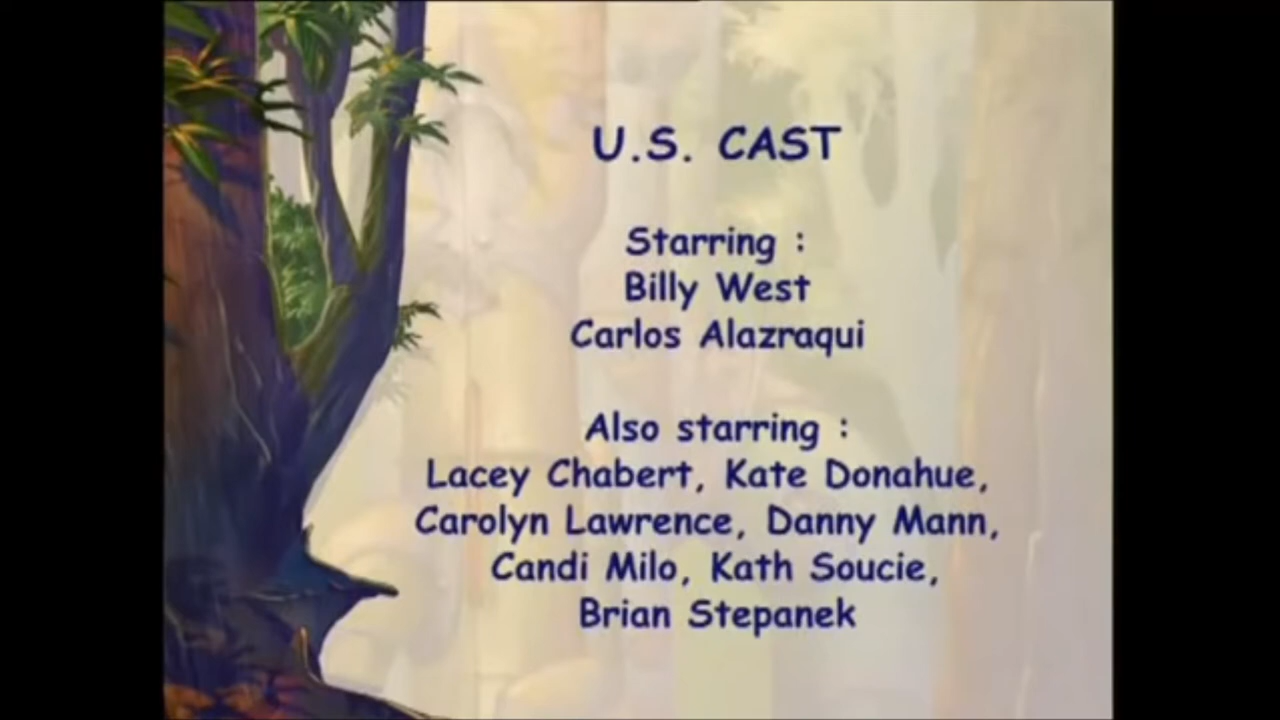 U.S. CAST
Starring :
Billy West
Carlos Alazraqui
Also starring :
Lacey Chabert, Kate Donahue,
Carolyn Lawrence, Danny Mann,
Candi Milo, Kath Soucie,
Brian Stepanek